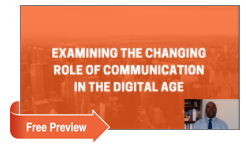 EXAMINING THE CHANGING
ROLE OF COMMUNICATION
IN THE DIGITAL AGE
Free Preview